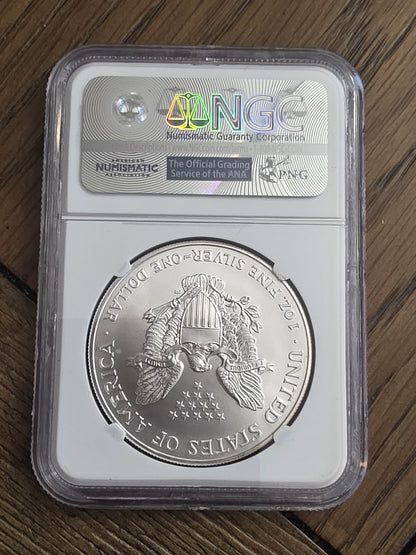 NGC
Numismatic Guaranty Corporation
AMERICAN
NUMISMATIC
ASSOCIATION
The Official Grading
Service of the ANA
PNG
UNITED STATES OF AMERICA
1 OZ. FINE SILVER~ONE DOLLAR